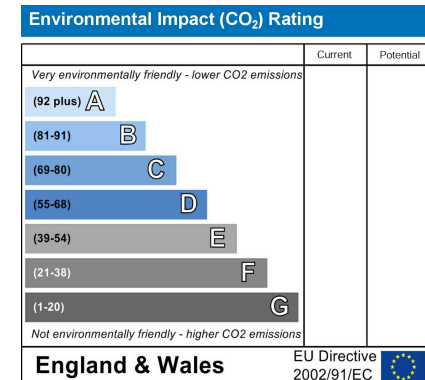 Environmental Impact (CO₂) Rating
Current Potential
Very environmentally friendly - lower CO2 emissions
(92 plus) A
(81-91) B
(69-80) C
(55-68) D
(39-54) E
(21-38) F
(1-20) G
Not environmentally friendly - higher CO2 emissions
England & Wales
EU Directive
2002/91/EC